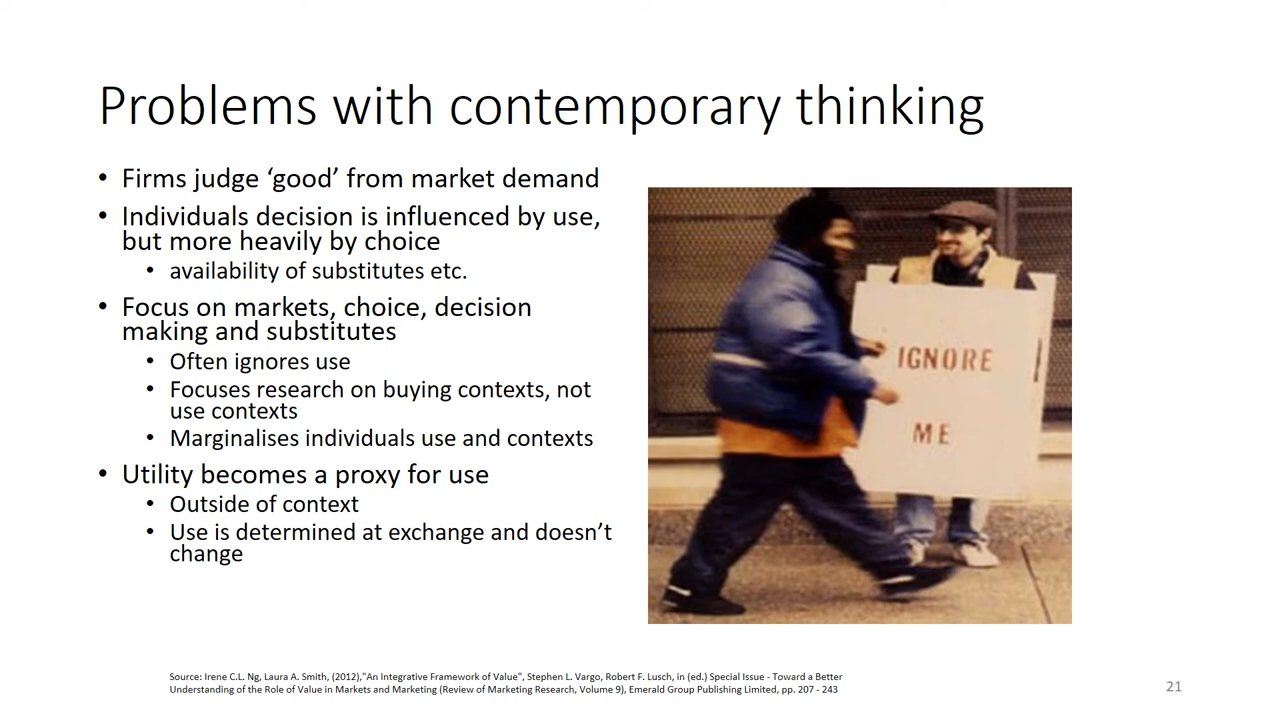 Problems with contemporary thinking
• Firms judge ‘good’ from market demand
• Individuals decision is influenced by use,
but more heavily by choice
• availability of substitutes etc.
• Focus on markets, choice, decision
making and substitutes
• Often ignores use
• Focuses research on buying contexts, not
use contexts
• Marginalises individuals use and contexts
• Utility becomes a proxy for use
• Outside of context
• Use is determined at exchange and doesn’t
change
IGNORE
ME
Source: Irene C.L. Ng, Laura A. Smith, (2012),"An Integrative Framework of Value", Stephen L. Vargo, Robert F. Lusch, in (ed.) Special Issue - Toward a Better
Understanding of the Role of Value in Markets and Marketing (Review of Marketing Research, Volume 9), Emerald Group Publishing Limited, pp. 207 - 243
21